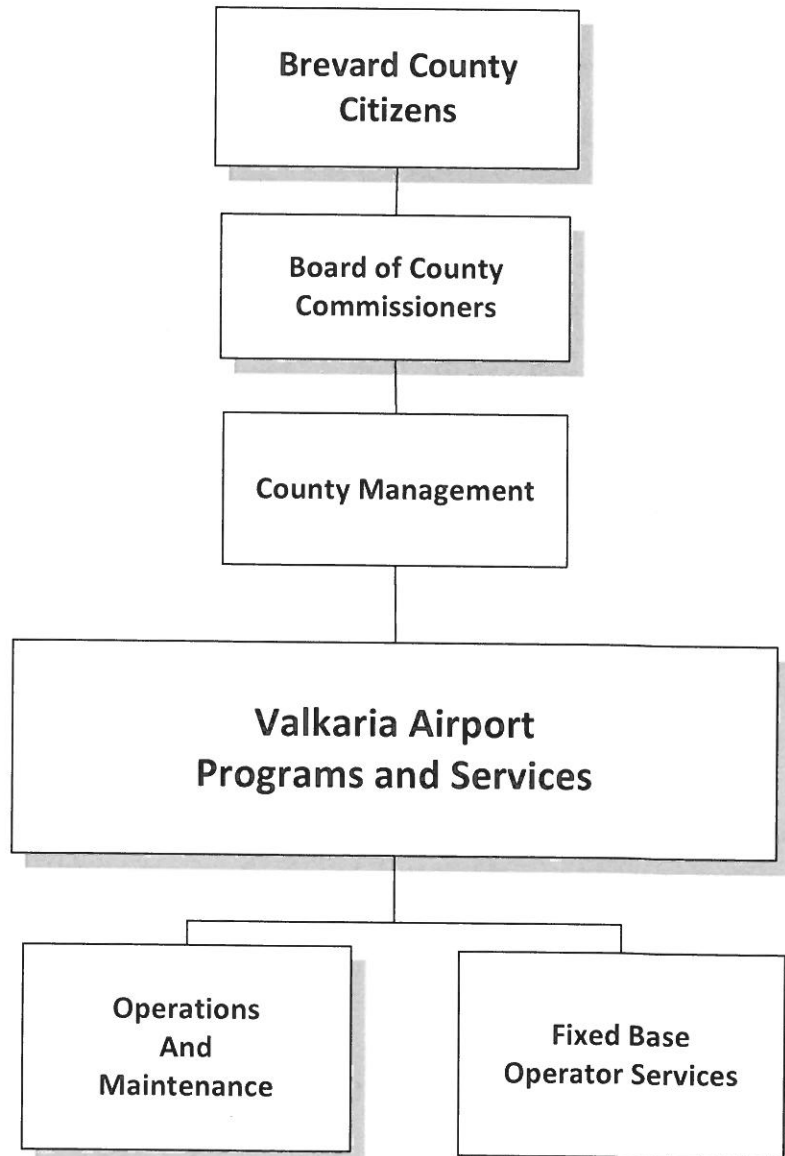 Brevard County
Citizens
Board of County
Commissioners
County Management
Valkaria Airport
Programs and Services
Operations
And
Maintenance
Fixed Base
Operator Services